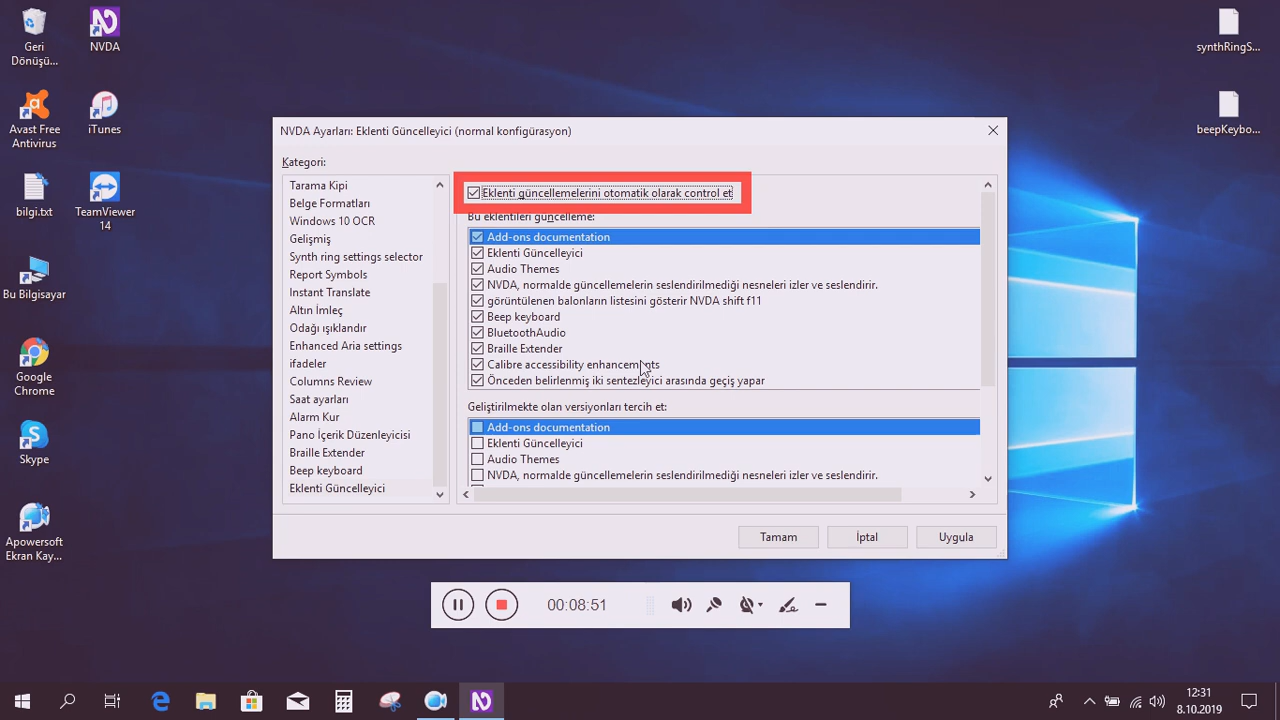 Geri
Dönüşü...
NVDA
Avast Free
Antivirus
iTunes
bilgi.txt
TeamViewer
14
Bu Bilgisayar
Google
Chrome
Skype
Apowersoft
Ekran Kay...
synthRingS...
beepKeybo...
NVDA Ayarları: Eklenti Güncelleyici (normal konfigürasyon)
Kategori:
Tarama Kipi
Belge Formatları
Windows 10 OCR
Gelişmiş
Synth ring settings selector
Report Symbols
Instant Translate
Altın İmleç
Odağı ışıklandır
Enhanced Aria settings
ifadeler
Columns Review
Saat ayarları
Alarm Kur
Pano İçerik Düzenleyicisi
Braille Extender
Beep keyboard
Eklenti Güncelleyici
Eklenti güncellemelerini otomatik olarak control et
Bu eklentileri güncelleme:
Add-ons documentation
Eklenti Güncelleyici
Audio Themes
NVDA, normalde güncellemelerin seslendirilmediği nesneleri izler ve seslendirir.
görüntülenen balonların listesini gösterir NVDA shift f11
Beep keyboard
BluetoothAudio
Braille Extender
Calibre accessibility enhancements
Önceden belirlenmiş iki sentezleyici arasında geçiş yapar
Geliştirilmekte olan versiyonları tercih et:
Add-ons documentation
Eklenti Güncelleyici
Audio Themes
NVDA, normalde güncellemelerin seslendirilmediği nesneleri izler ve seslendirir.
Tamam
İptal
Uygula
00:08:51
12:31
8.10.2019